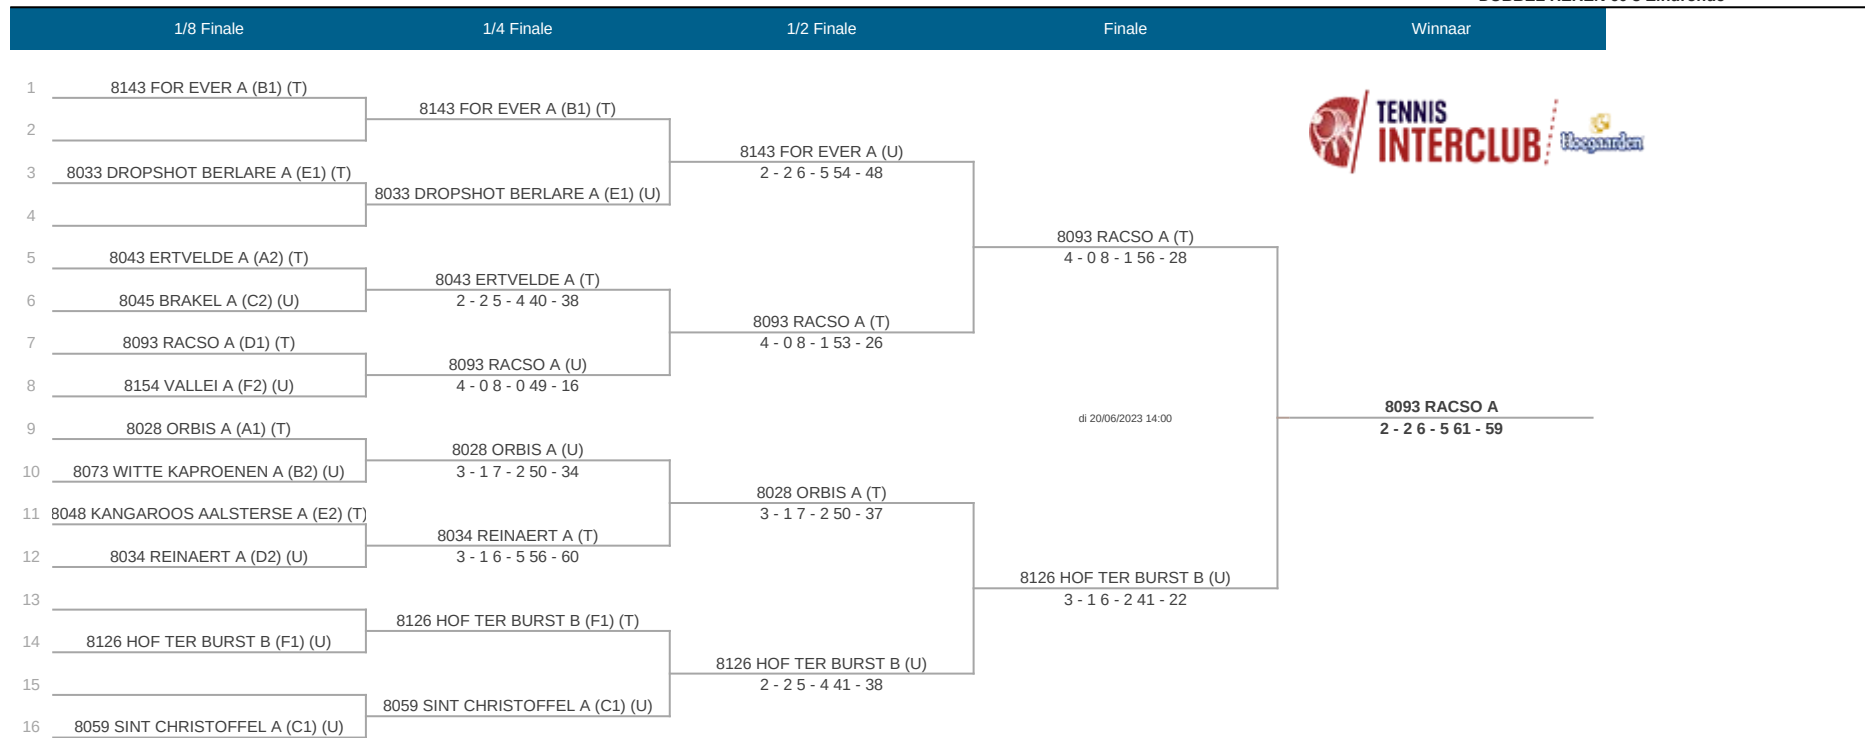 1/8 Finale 1/4 Finale 1/2 Finale Finale Winnaar
1 8143 FOR EVER A (B1) (T)
8143 FOR EVER A (B1) (T)
2
8143 FOR EVER A (U)
2 - 2 6 - 5 54 - 48
3 8033 DROPSHOT BERLARE A (E1) (T)
8033 DROPSHOT BERLARE A (E1) (U)
4
8093 RACSO A (T)
4 - 0 8 - 1 56 - 28
5 8043 ERTVELDE A (A2) (T)
8043 ERTVELDE A (T)
2 - 2 5 - 4 40 - 38
6 8045 BRAKEL A (C2) (U)
8093 RACSO A (T)
4 - 0 8 - 1 53 - 26
7 8093 RACSO A (D1) (T)
8093 RACSO A (U)
4 - 0 8 - 0 49 - 16
8 8154 VALLEI A (F2) (U)
di 20/06/2023 14:00
8093 RACSO A
2 - 2 6 - 5 61 - 59
9 8028 ORBIS A (A1) (T)
8028 ORBIS A (U)
3 - 1 7 - 2 50 - 34
10 8073 WITTE KAPROENEN A (B2) (U)
8028 ORBIS A (T)
3 - 1 7 - 2 50 - 37
11 8048 KANGAROOS AALSTERSE A (E2) (T)
8034 REINAERT A (T)
3 - 1 6 - 5 56 - 60
12 8034 REINAERT A (D2) (U)
8126 HOF TER BURST B (U)
3 - 1 6 - 2 41 - 22
13
8126 HOF TER BURST B (F1) (T)
14 8126 HOF TER BURST B (F1) (U)
8126 HOF TER BURST B (U)
2 - 2 5 - 4 41 - 38
15
8059 SINT CHRISTOFFEL A (C1) (U)
16 8059 SINT CHRISTOFFEL A (C1) (U)
TENNIS
INTERCLUB
Hoegaarden